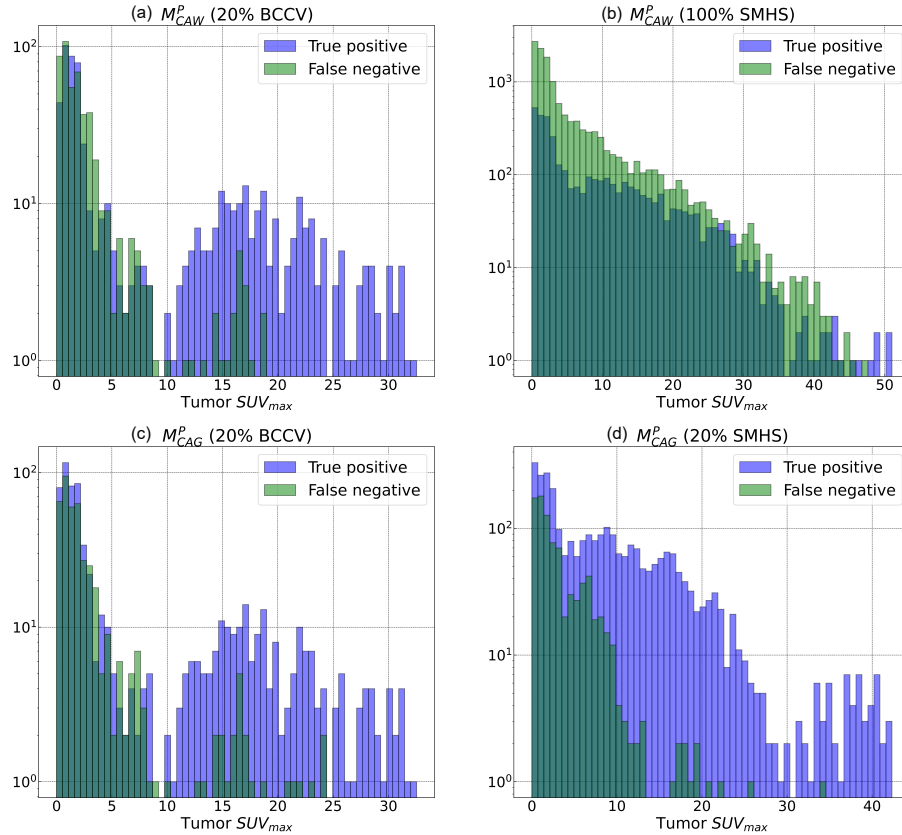 (a) M^P_CAW (20% BCCV)
True positive
False negative
10^2
10^1
10^0
0 5 10 15 20 25 30
Tumor SUV_max
(b) M^P_CAW (100% SMHS)
True positive
False negative
10^3
10^2
10^1
10^0
0 10 20 30 40 50
Tumor SUV_max
(c) M^P_CAG (20% BCCV)
True positive
False negative
10^2
10^1
10^0
0 5 10 15 20 25 30
Tumor SUV_max
(d) M^P_CAG (20% SMHS)
True positive
False negative
10^2
10^1
10^0
0 10 20 30 40
Tumor SUV_max